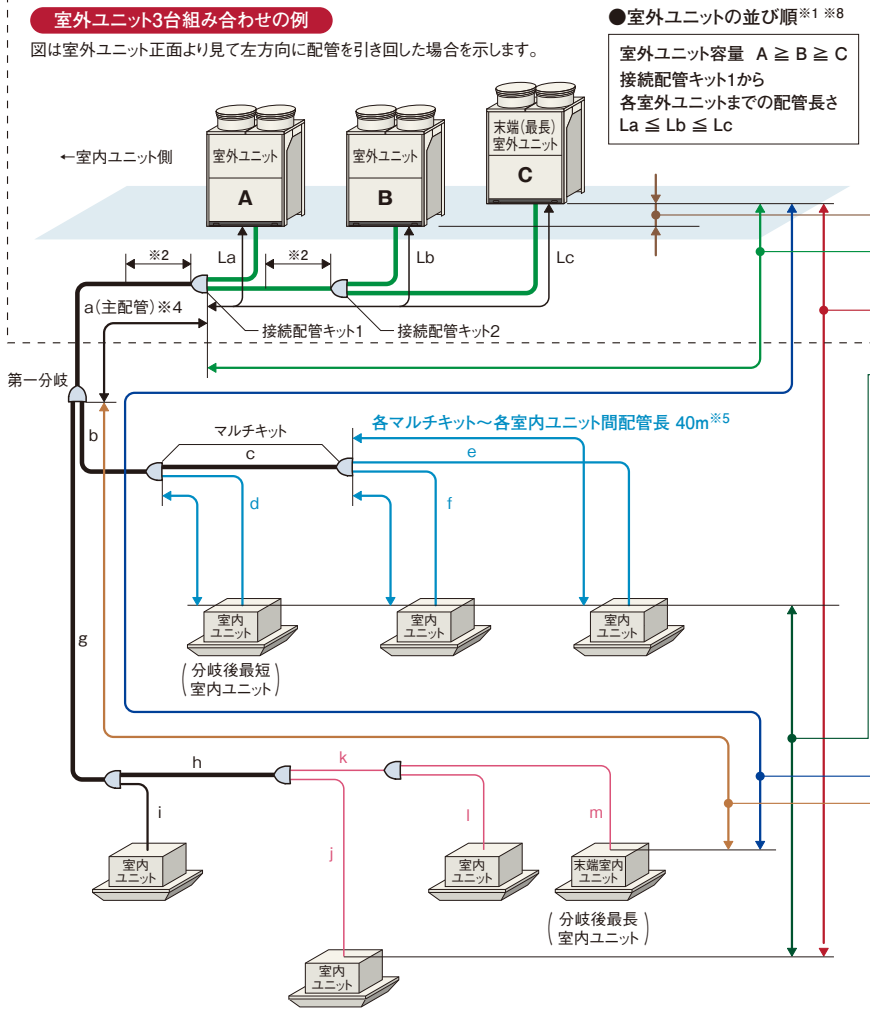 室外ユニット3台組み合わせの例
図は室外ユニット正面より見て左方向に配管を引き回した場合を示します。
●室外ユニットの並び順※1 ※8
室外ユニット容量 A ≧ B ≧ C
接続配管キット1から
各室外ユニットまでの配管長さ
La ≦ Lb ≦ Lc
←室内ユニット側
室外ユニット
A
室外ユニット
B
末端(最長)
室外ユニット
C
※2
La
※2
Lb
Lc
a(主配管)※4
接続配管キット1
接続配管キット2
第一分岐
b
マルチキット
c
各マルチキット～各室内ユニット間配管長 40m※5
d
e
f
室内
ユニット
(分岐後最短
室内ユニット)
室内
ユニット
室内
ユニット
g
h
k
i
j
l
m
室内
ユニット
室内
ユニット
末端室内
ユニット
(分岐後最長
室内ユニット)
室内
ユニット